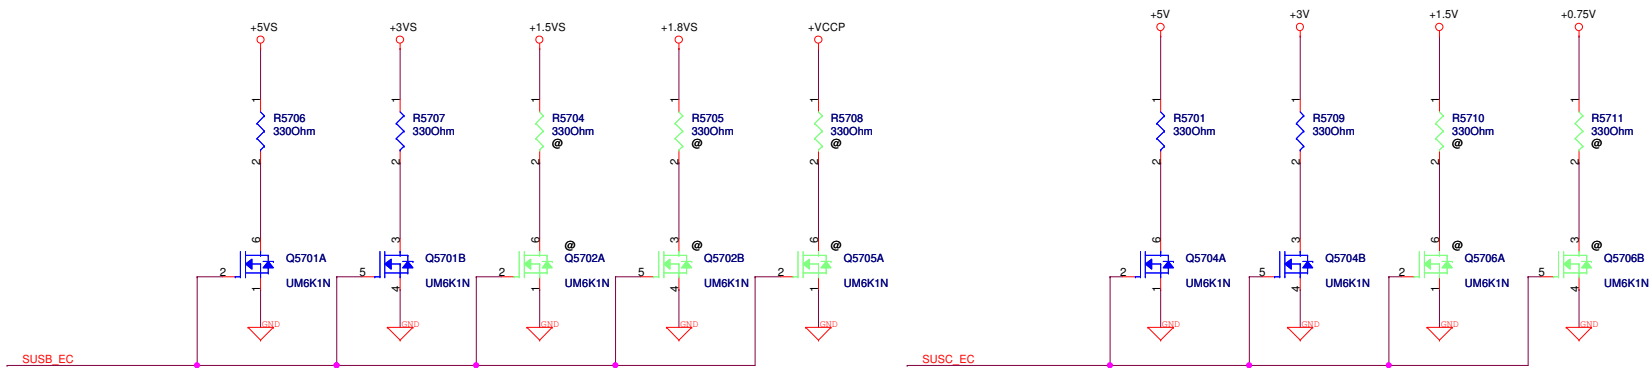 +5VS +3VS +1.5VS +1.8VS +VCCP +5V +3V +1.5V +0.75V
1 1 1 1 1 1 1 1 1
R5706 R5707 R5704 R5705 R5708 R5701 R5709 R5710 R5711
330Ohm 330Ohm 330Ohm 330Ohm 330Ohm 330Ohm 330Ohm 330Ohm 330Ohm
@ @ @ @ @
2 2 2 2 2 2 2 2 2
6 3 6 @ 3 @ 6 @ 6 3 6 @ 3 @
Q5701A Q5701B Q5702A Q5702B Q5705A Q5704A Q5704B Q5706A Q5706B
2 5 2 5 2 2 5 2 5
UM6K1N UM6K1N UM6K1N UM6K1N UM6K1N UM6K1N UM6K1N UM6K1N UM6K1N
1 4 1 4 1 1 4 1 4
GND GND GND GND GND GND GND GND GND
SUSB_EC SUSC_EC